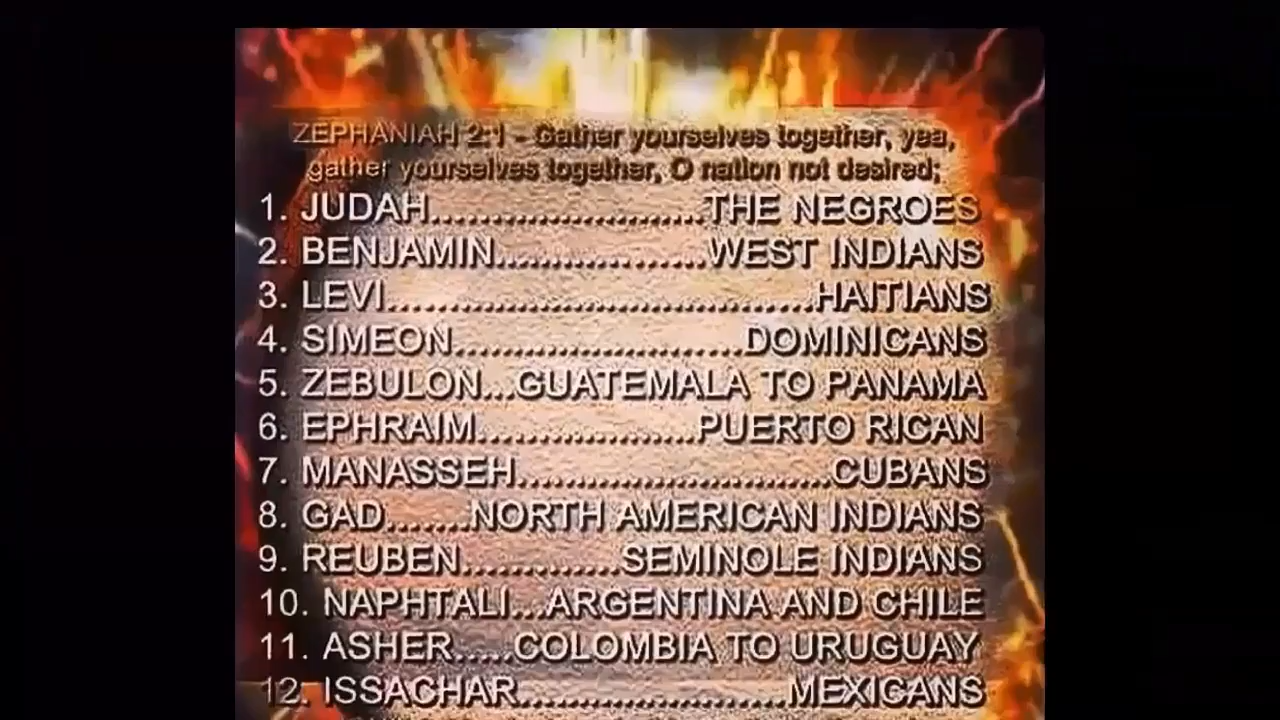 ZEPHANIAH 2:1 - Gather yourselves together, yea,
gather yourselves together, O nation not desired;
1. JUDAH..............................THE NEGROES
2. BENJAMIN.......................WEST INDIANS
3. LEVI..............................................HAITIANS
4. SIMEON...............................DOMINICANS
5. ZEBULON...GUATEMALA TO PANAMA
6. EPHRAIM........................PUERTO RICAN
7. MANASSEH..................................CUBANS
8. GAD........NORTH AMERICAN INDIANS
9. REUBEN.................SEMINOLE INDIANS
10. NAPHTALI...ARGENTINA AND CHILE
11. ASHER.....COLOMBIA TO URUGUAY
12. ISSACHAR.............................MEXICANS